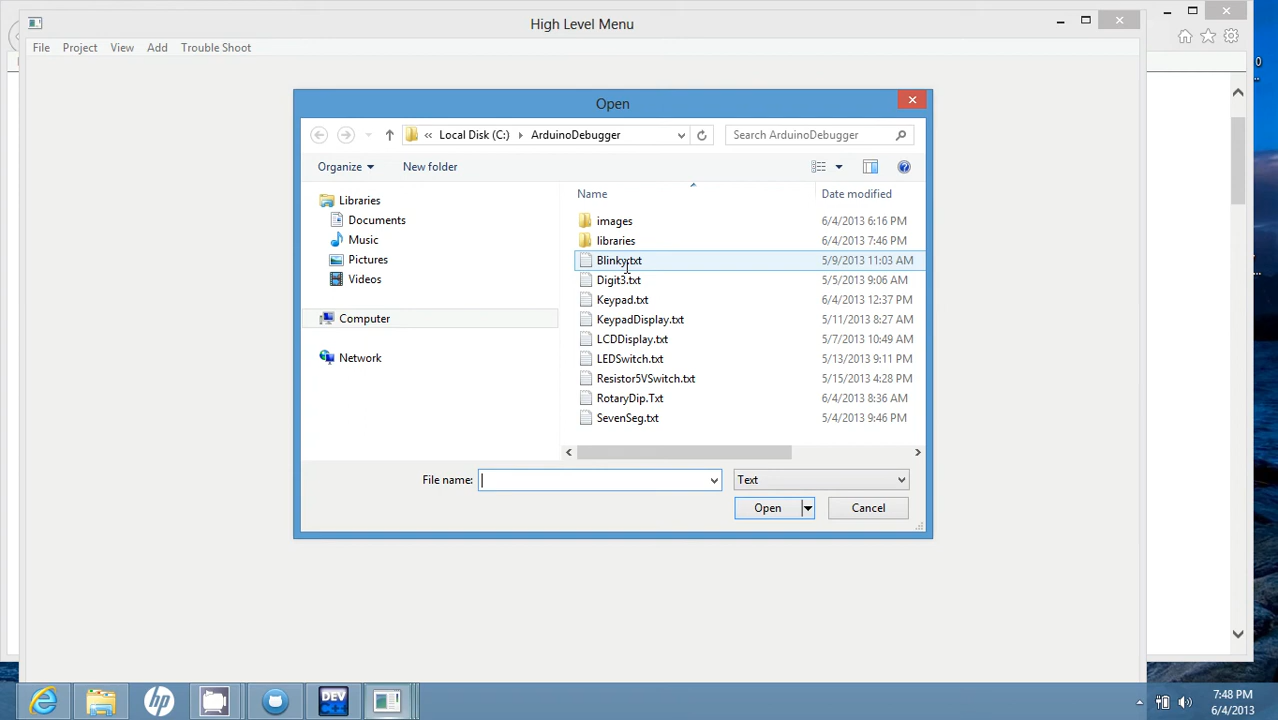 High Level Menu
File Project View Add Trouble Shoot
Open
« Local Disk (C:) ArduinoDebugger
Search ArduinoDebugger
Organize New folder
Name Date modified
Libraries
Documents
Music
Pictures
Videos
Computer
Network
images 6/4/2013 6:16 PM
libraries 6/4/2013 7:46 PM
Blinky.txt 5/9/2013 11:03 AM
Digit3.txt 5/5/2013 9:06 AM
Keypad.txt 6/4/2013 12:37 PM
KeypadDisplay.txt 5/11/2013 8:27 AM
LCDDisplay.txt 5/7/2013 10:49 AM
LEDSwitch.txt 5/13/2013 9:11 PM
Resistor5VSwitch.txt 5/15/2013 4:28 PM
RotaryDip.Txt 6/4/2013 8:36 AM
SevenSeg.txt 5/4/2013 9:46 PM
File name: Text
Open Cancel
hp
DEV
C++
7:48 PM
6/4/2013